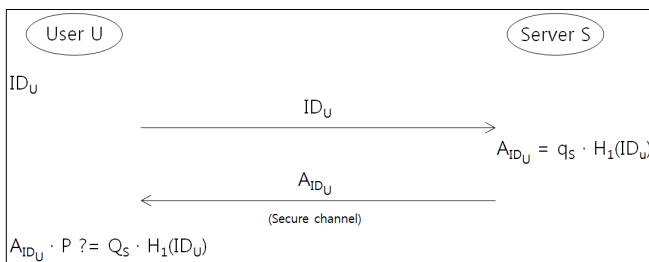 User U
Server S
ID_U
ID_U
A_ID_U = q_S · H_1(ID_u)
A_ID_U
(Secure channel)
A_ID_U · P ?= Q_S · H_1(ID_U)